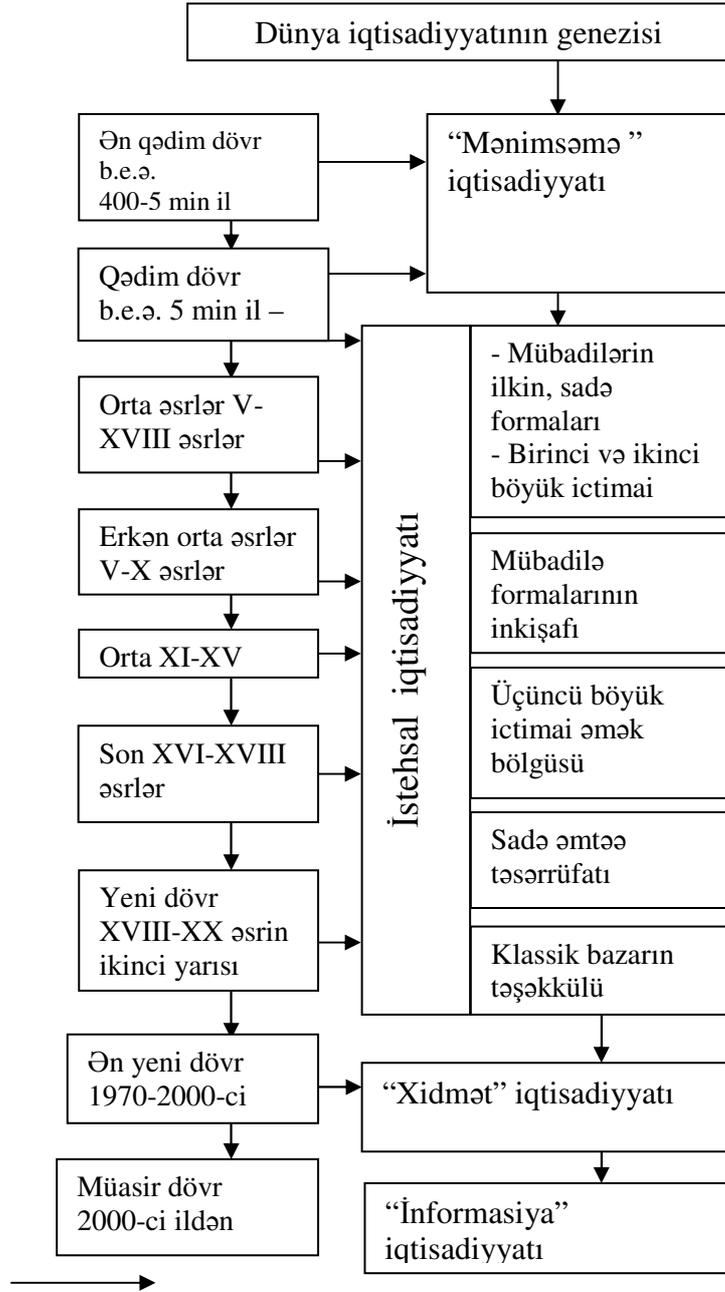 Dünya iqtisadiyyatının genezisi
Ən qədim dövr
b.e.ə.
400-5 min il
“Mənimsəmə ”
iqtisadiyyatı
Qədim dövr
b.e.ə. 5 min il –
Orta əsrlər V-
XVIII əsrlər
Erkən orta əsrlər
V-X əsrlər
Orta XI-XV
Son XVI-XVIII
əsrlər
Yeni dövr
XVIII-XX əsrin
ikinci yarısı
İstehsal iqtisadiyyatı
- Mübadilərin
ilkin, sadə
formaları
- Birinci və ikinci
böyük ictimai
Mübadilə
formalarının
inkişafı
Üçüncü böyük
ictimai əmək
bölgüsü
Sadə əmtəə
təsərrüfatı
Klassik bazarın
təşəkkülü
Ən yeni dövr
1970-2000-ci
“Xidmət” iqtisadiyyatı
Müasir dövr
2000-ci ildən
“İnformasiya”
iqtisadiyyatı